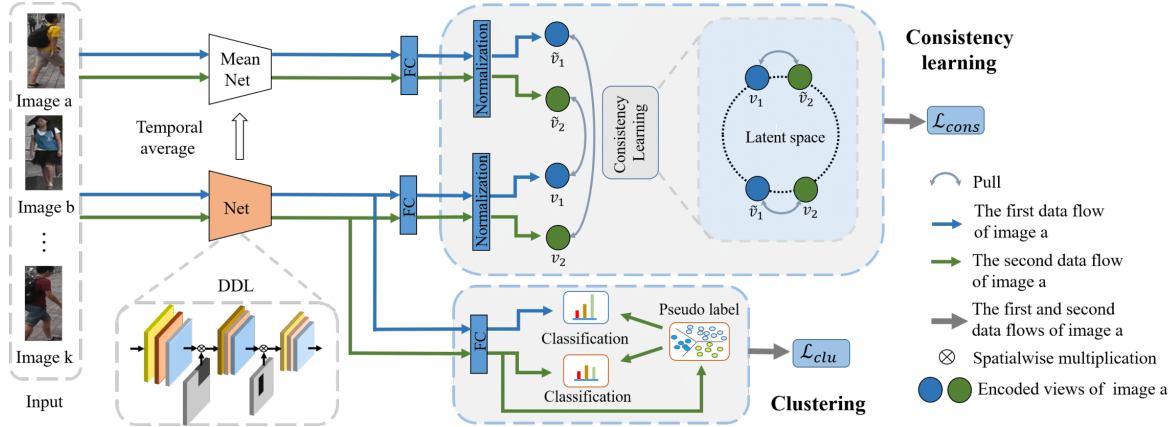 Image a
Image b
⋮
Image k
Input
Mean
Net
Temporal
average
Net
DDL
FC
Normalization
ṽ₁
ṽ₂
FC
Normalization
v₁
v₂
Consistency
Learning
v₁
ṽ₂
Latent space
ṽ₁
v₂
Consistency
learning
ℒ_cons
FC
Classification
Classification
Pseudo label
ℒ_clu
Clustering
Pull
The first data flow
of image a
The second data flow
of image a
The first and second
data flows of image a
Spatialwise multiplication
Encoded views of image a